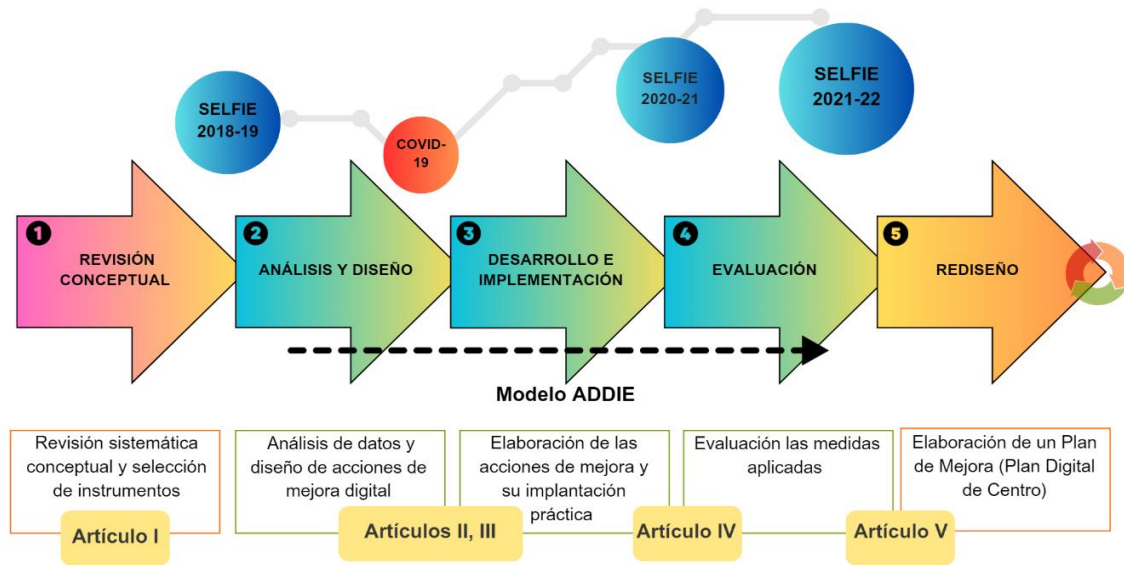 SELFIE
2018-19
COVID-
19
SELFIE
2020-21
SELFIE
2021-22
1
REVISIÓN
CONCEPTUAL
2
ANÁLISIS Y DISEÑO
3
DESARROLLO E
IMPLEMENTACIÓN
4
EVALUACIÓN
5
REDISEÑO
Modelo ADDIE
Revisión sistemática
conceptual y selección
de instrumentos
Artículo I
Análisis de datos y
diseño de acciones de
mejora digital
Artículos II, III
Elaboración de las
acciones de mejora y
su implantación
práctica
Artículo IV
Evaluación las medidas
aplicadas
Artículo V
Elaboración de un Plan
de Mejora (Plan Digital
de Centro)